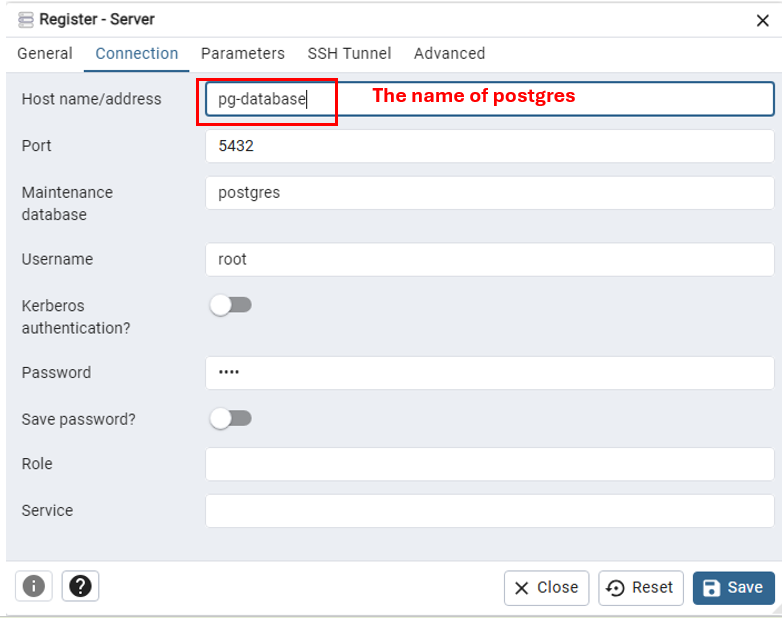 Register - Server
General Connection Parameters SSH Tunnel Advanced
Host name/address pg-database The name of postgres
Port 5432
Maintenance
database
postgres
Username root
Kerberos
authentication?
Password ••••
Save password?
Role
Service
Close Reset Save